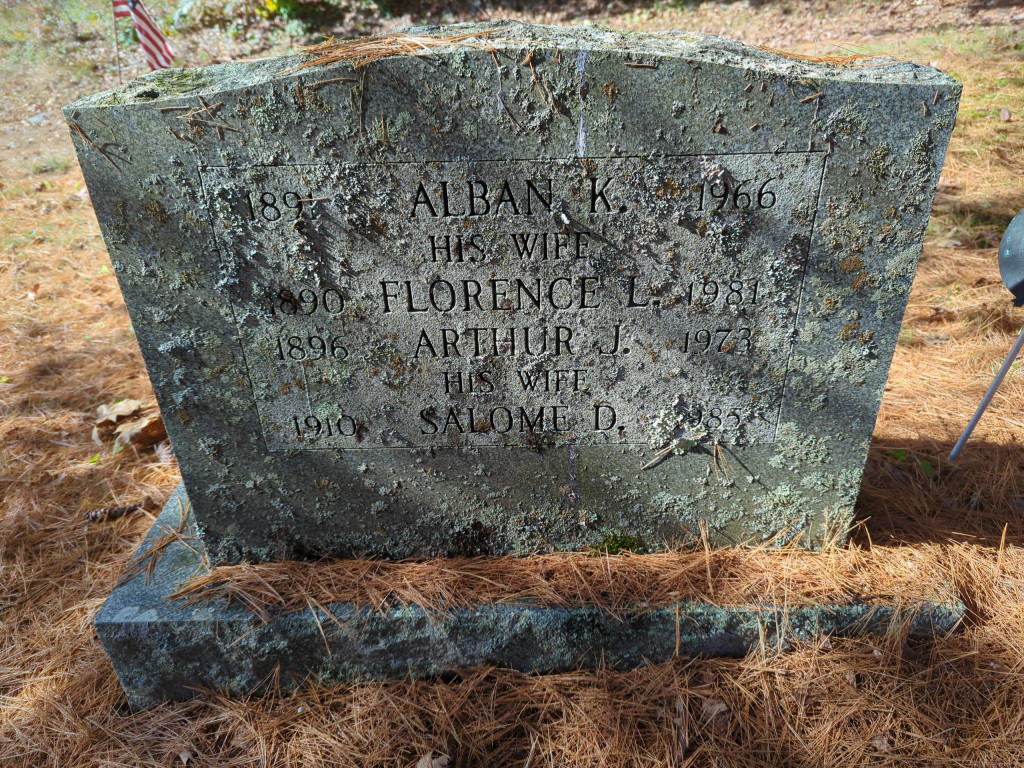 ALBAN K. 1966
HIS WIFE
1890 FLORENCE L. 1981
1896 ARTHUR J. 1973
HIS WIFE
1910 SALOME D.